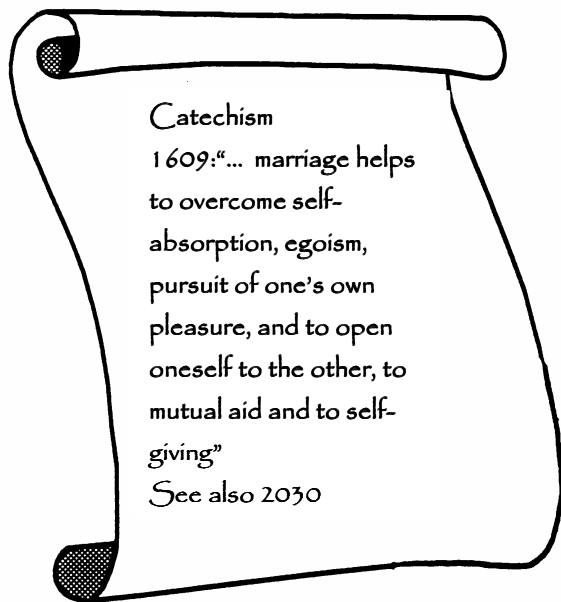 Catechism
1609:“... marriage helps
to overcome self-
absorption, egoism,
pursuit of one’s own
pleasure, and to open
oneself to the other, to
mutual aid and to self-
giving”
See also 2030